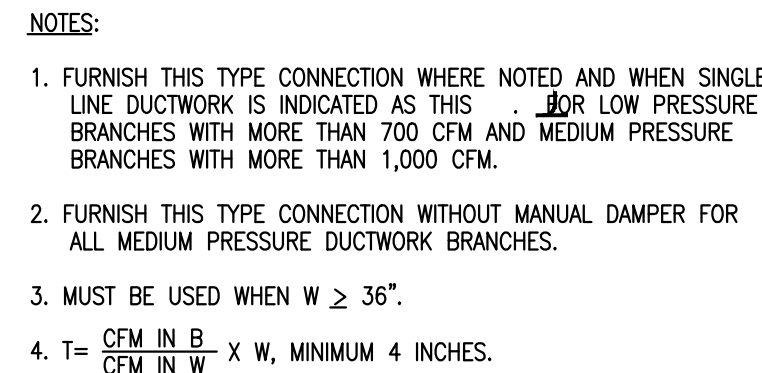 NOTES:
1. FURNISH THIS TYPE CONNECTION WHERE NOTED AND WHEN SINGLE
LINE DUCTWORK IS INDICATED AS THIS . FOR LOW PRESSURE
BRANCHES WITH MORE THAN 700 CFM AND MEDIUM PRESSURE
BRANCHES WITH MORE THAN 1,000 CFM.
2. FURNISH THIS TYPE CONNECTION WITHOUT MANUAL DAMPER FOR
ALL MEDIUM PRESSURE DUCTWORK BRANCHES.
3. MUST BE USED WHEN W ≥ 36".
4. T= CFM IN B / CFM IN W X W, MINIMUM 4 INCHES.